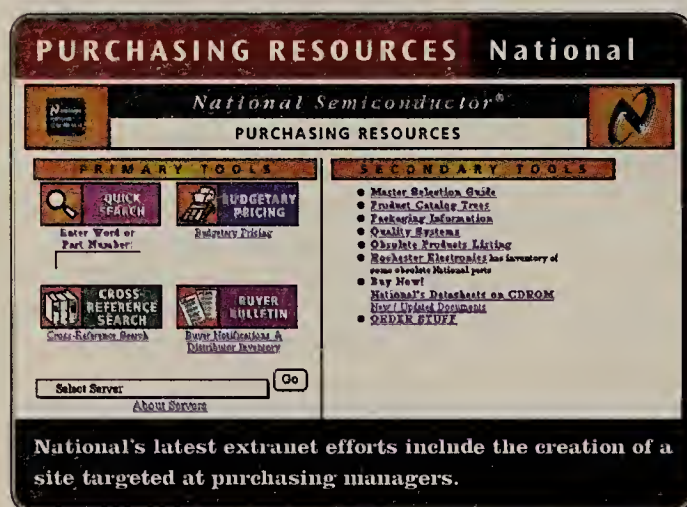 PURCHASING RESOURCES National
National Semiconductor®
PURCHASING RESOURCES
PRIMARY TOOLS
QUICK
SEARCH
Enter Word or
Part Number:
BUDGETARY
PRICING
Budgetary Pricing
CROSS-
REFERENCE
SEARCH
Cross-Reference Search
BUYER
BULLETIN
Buyer Notifications &
Distributor Inventory
Select Server
Go
About Servers
SECONDARY TOOLS
Master Selection Guide
Product Catalog Trees
Packaging Information
Quality Systems
Obsolete Products Listing
Rochester Electronics has inventory of
some obsolete National parts
Buy Now!
National's Datasheets on CDROM
New / Updated Documents
ORDER STUFF
National's latest extranet efforts include the creation of a
site targeted at purchasing managers.